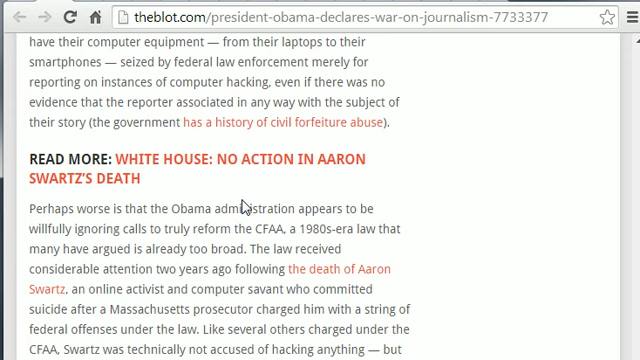 theblot.com/president-obama-declares-war-on-journalism-7733377
have their computer equipment — from their laptops to their
smartphones — seized by federal law enforcement merely for
reporting on instances of computer hacking, even if there was no
evidence that the reporter associated in any way with the subject of
their story (the government has a history of civil forfeiture abuse).
READ MORE: WHITE HOUSE: NO ACTION IN AARON
SWARTZ'S DEATH
Perhaps worse is that the Obama administration appears to be
willfully ignoring calls to truly reform the CFAA, a 1980s-era law that
many have argued is already too broad. The law received
considerable attention two years ago following the death of Aaron
Swartz, an online activist and computer savant who committed
suicide after a Massachusetts prosecutor charged him with a string of
federal offenses under the law. Like several others charged under the
CFAA, Swartz was technically not accused of hacking anything — but